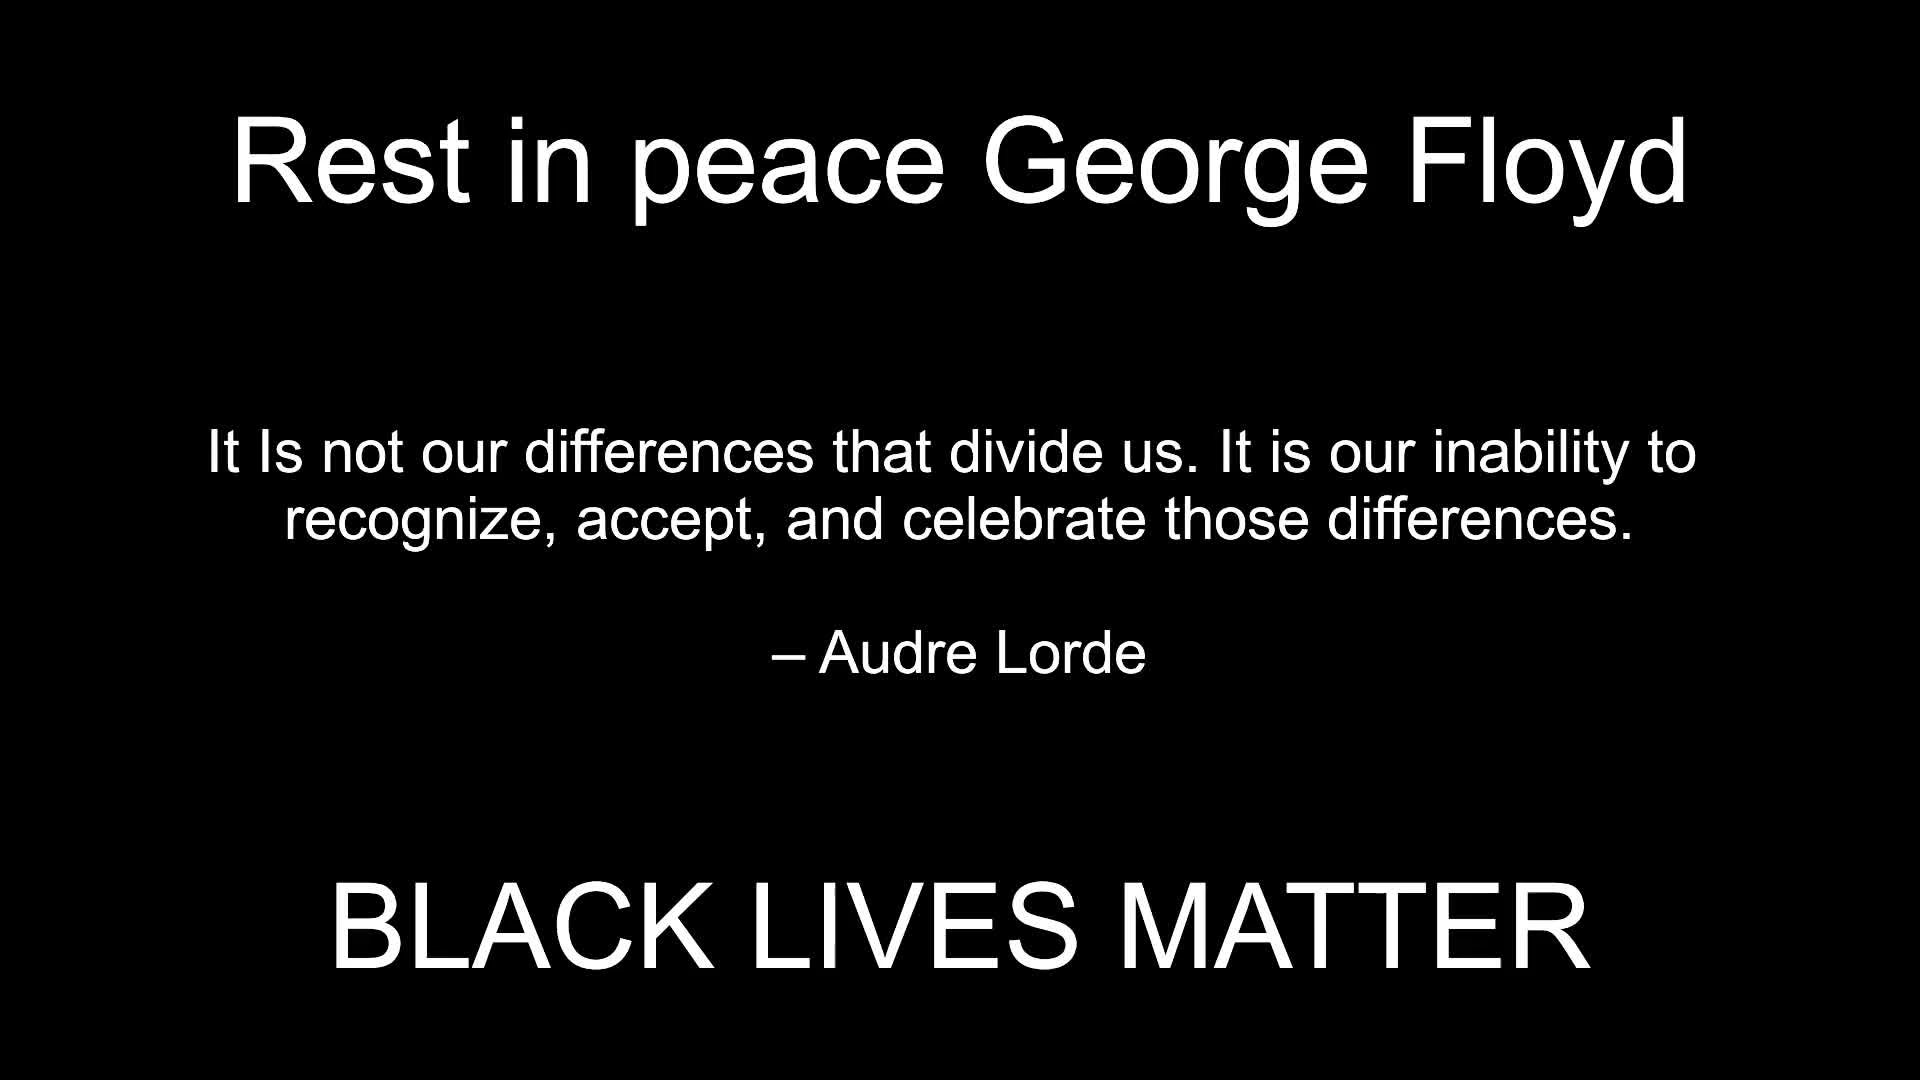 Rest in peace George Floyd
It Is not our differences that divide us. It is our inability to
recognize, accept, and celebrate those differences.
– Audre Lorde
BLACK LIVES MATTER